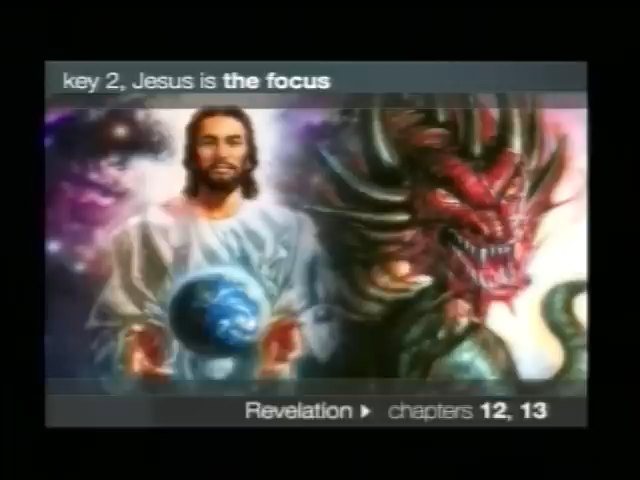 key 2, Jesus is the focus
Revelation ▸ chapters 12, 13